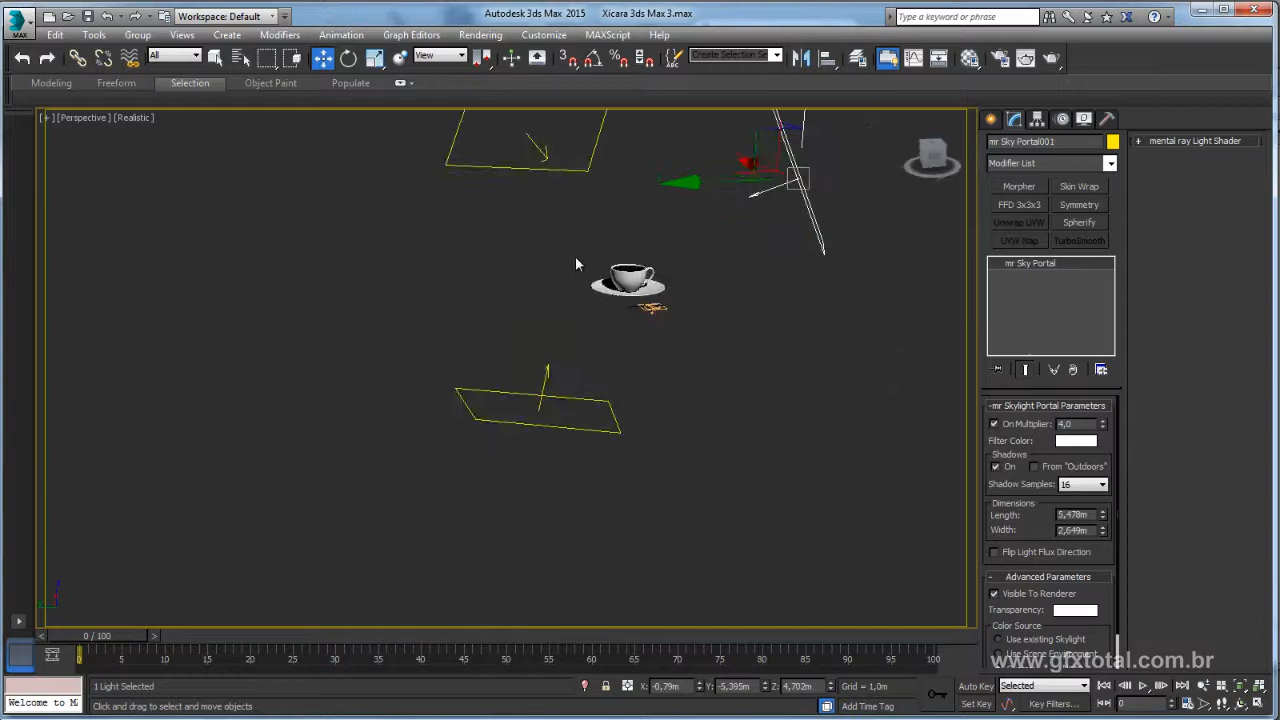 Workspace: Default
Autodesk 3ds Max 2015 Xicara 3ds Max 3.max
Type a keyword or phrase
MAX
Edit Tools Group Views Create Modifiers Animation Graph Editors Rendering Customize MAXScript Help
All
View
Create Selection Se
Modeling Freeform Selection Object Paint Populate
[+] [Perspective] [Realistic]
mr Sky Portal001
mental ray Light Shader
Modifier List
Morpher Skin Wrap
FFD 3x3x3 Symmetry
Unwrap UVW Spherify
UVW Map TurboSmooth
mr Sky Portal
mr Skylight Portal Parameters
On Multiplier: 4,0
Filter Color:
Shadows
On From "Outdoors"
Shadow Samples: 16
Dimensions
Length: 5,478m
Width: 2,649m
Flip Light Flux Direction
Advanced Parameters
Visible To Renderer
Transparency:
Color Source
Use existing Skylight
Use Scene Environment
0 / 100
0 5 10 15 20 25 30 35 40 45 50 55 60 65 70 75 80 85 90 95 100
www.gfxtotal.com.br
1 Light Selected
X: -0,79m Y: -5,395m Z: 4,702m Grid = 1,0m
Auto Key Selected
Welcome to M
Click and drag to select and move objects
Add Time Tag
Set Key Key Filters...
0